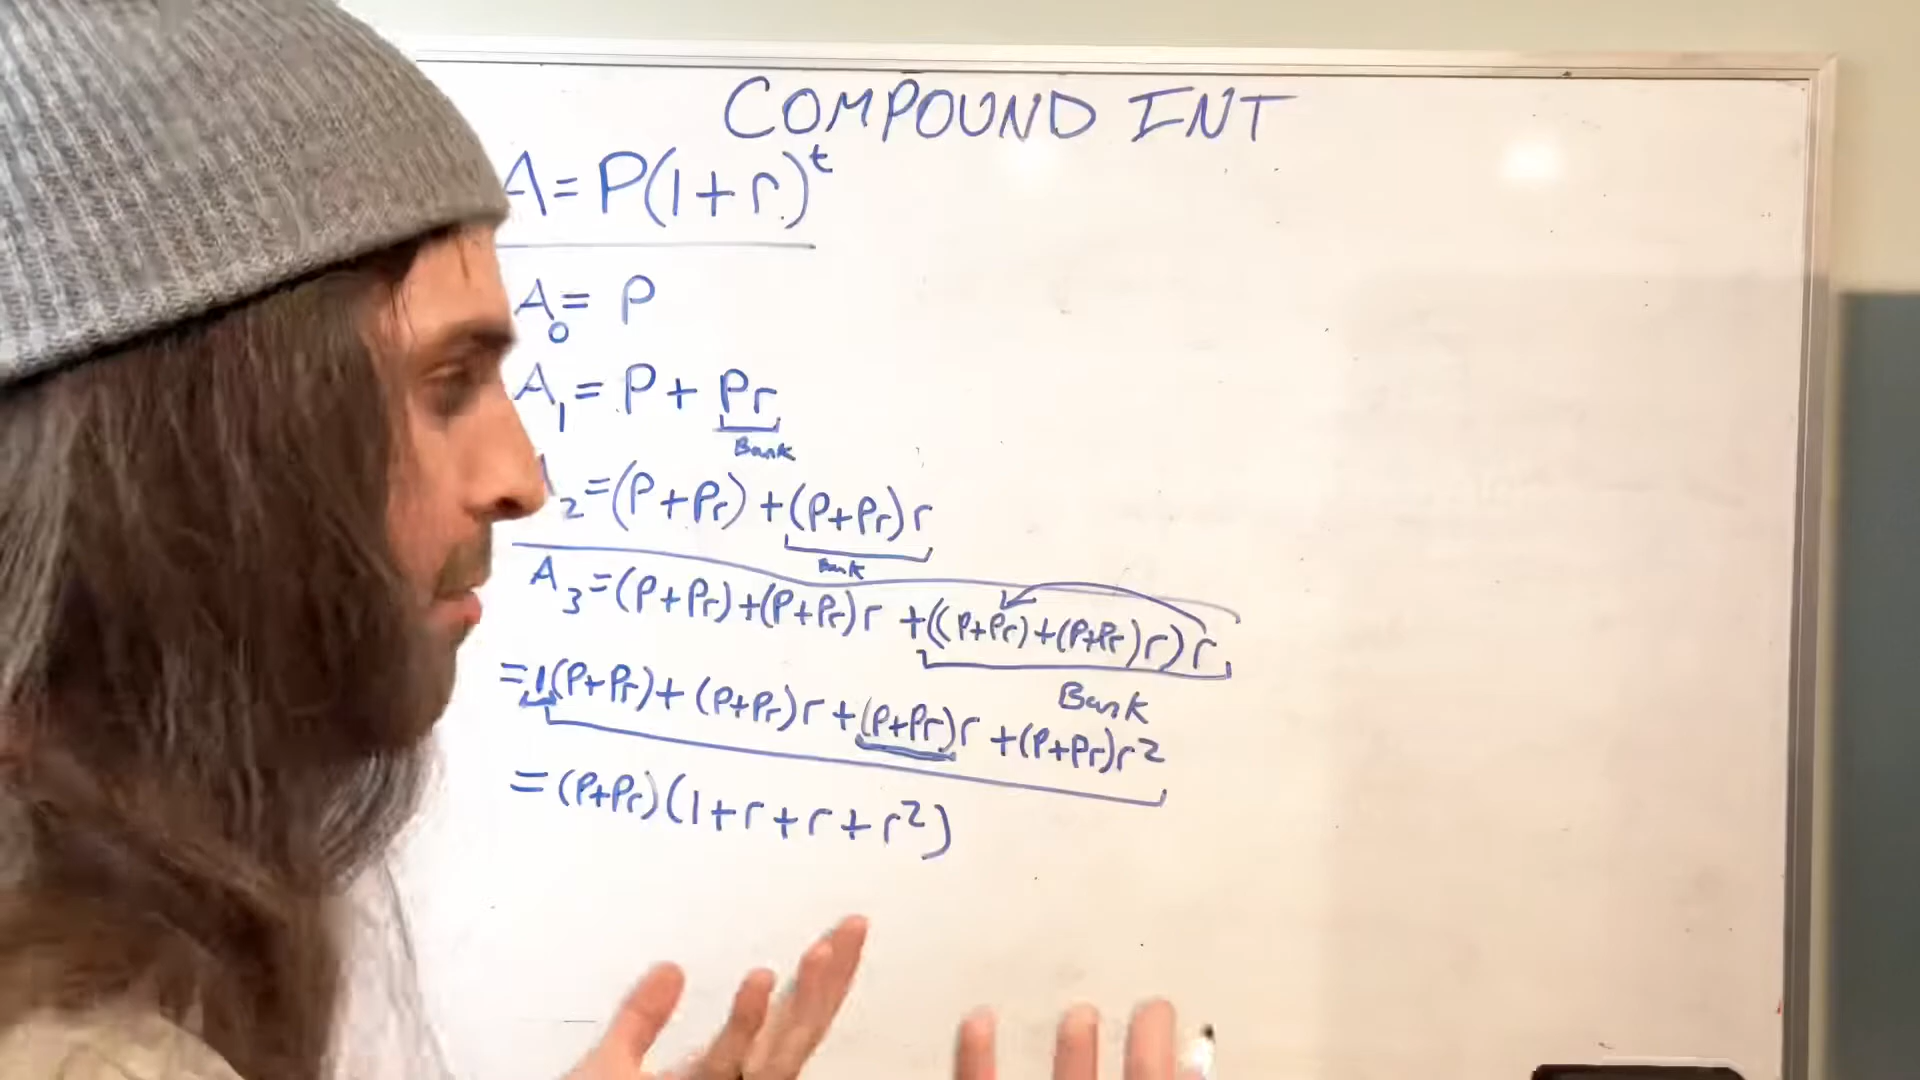 COMPOUND INT
A = P(1+r)^t
A₀ = P
A₁ = P + Pr
Bank
₂ = (P+Pr) + (P+Pr)r
Bank
A₃ = (P+Pr)+(P+Pr)r + ((P+Pr)+(P+Pr)r)r
Bank
= 1(P+Pr) + (P+Pr)r + (P+Pr)r + (P+Pr)r²
= (P+Pr)(1+r+r+r²)